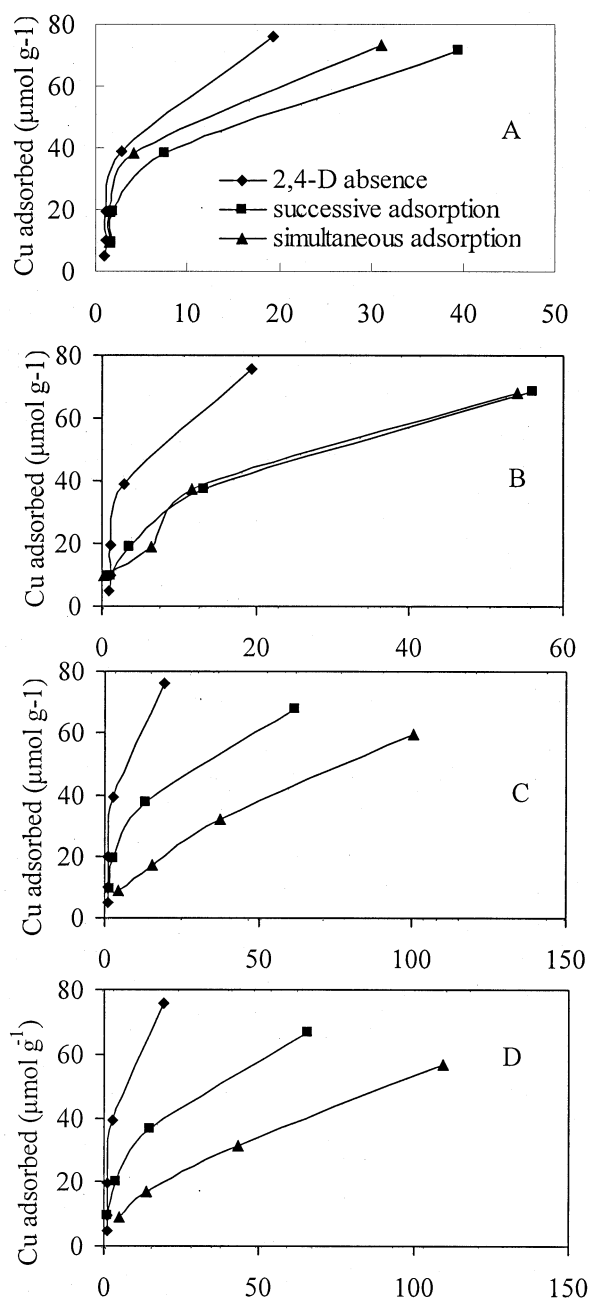 80
60
40
20
0
Cu adsorbed (μmol g-1)
A
2,4-D absence
successive adsorption
simultaneous adsorption
0 10 20 30 40 50
80
60
40
20
0
Cu adsorbed (μmol g-1)
B
0 20 40 60
80
60
40
20
0
Cu adsorbed (μmol g-1)
C
0 50 100 150
80
60
40
20
0
Cu adsorbed (μmol g-1)
D
0 50 100 150